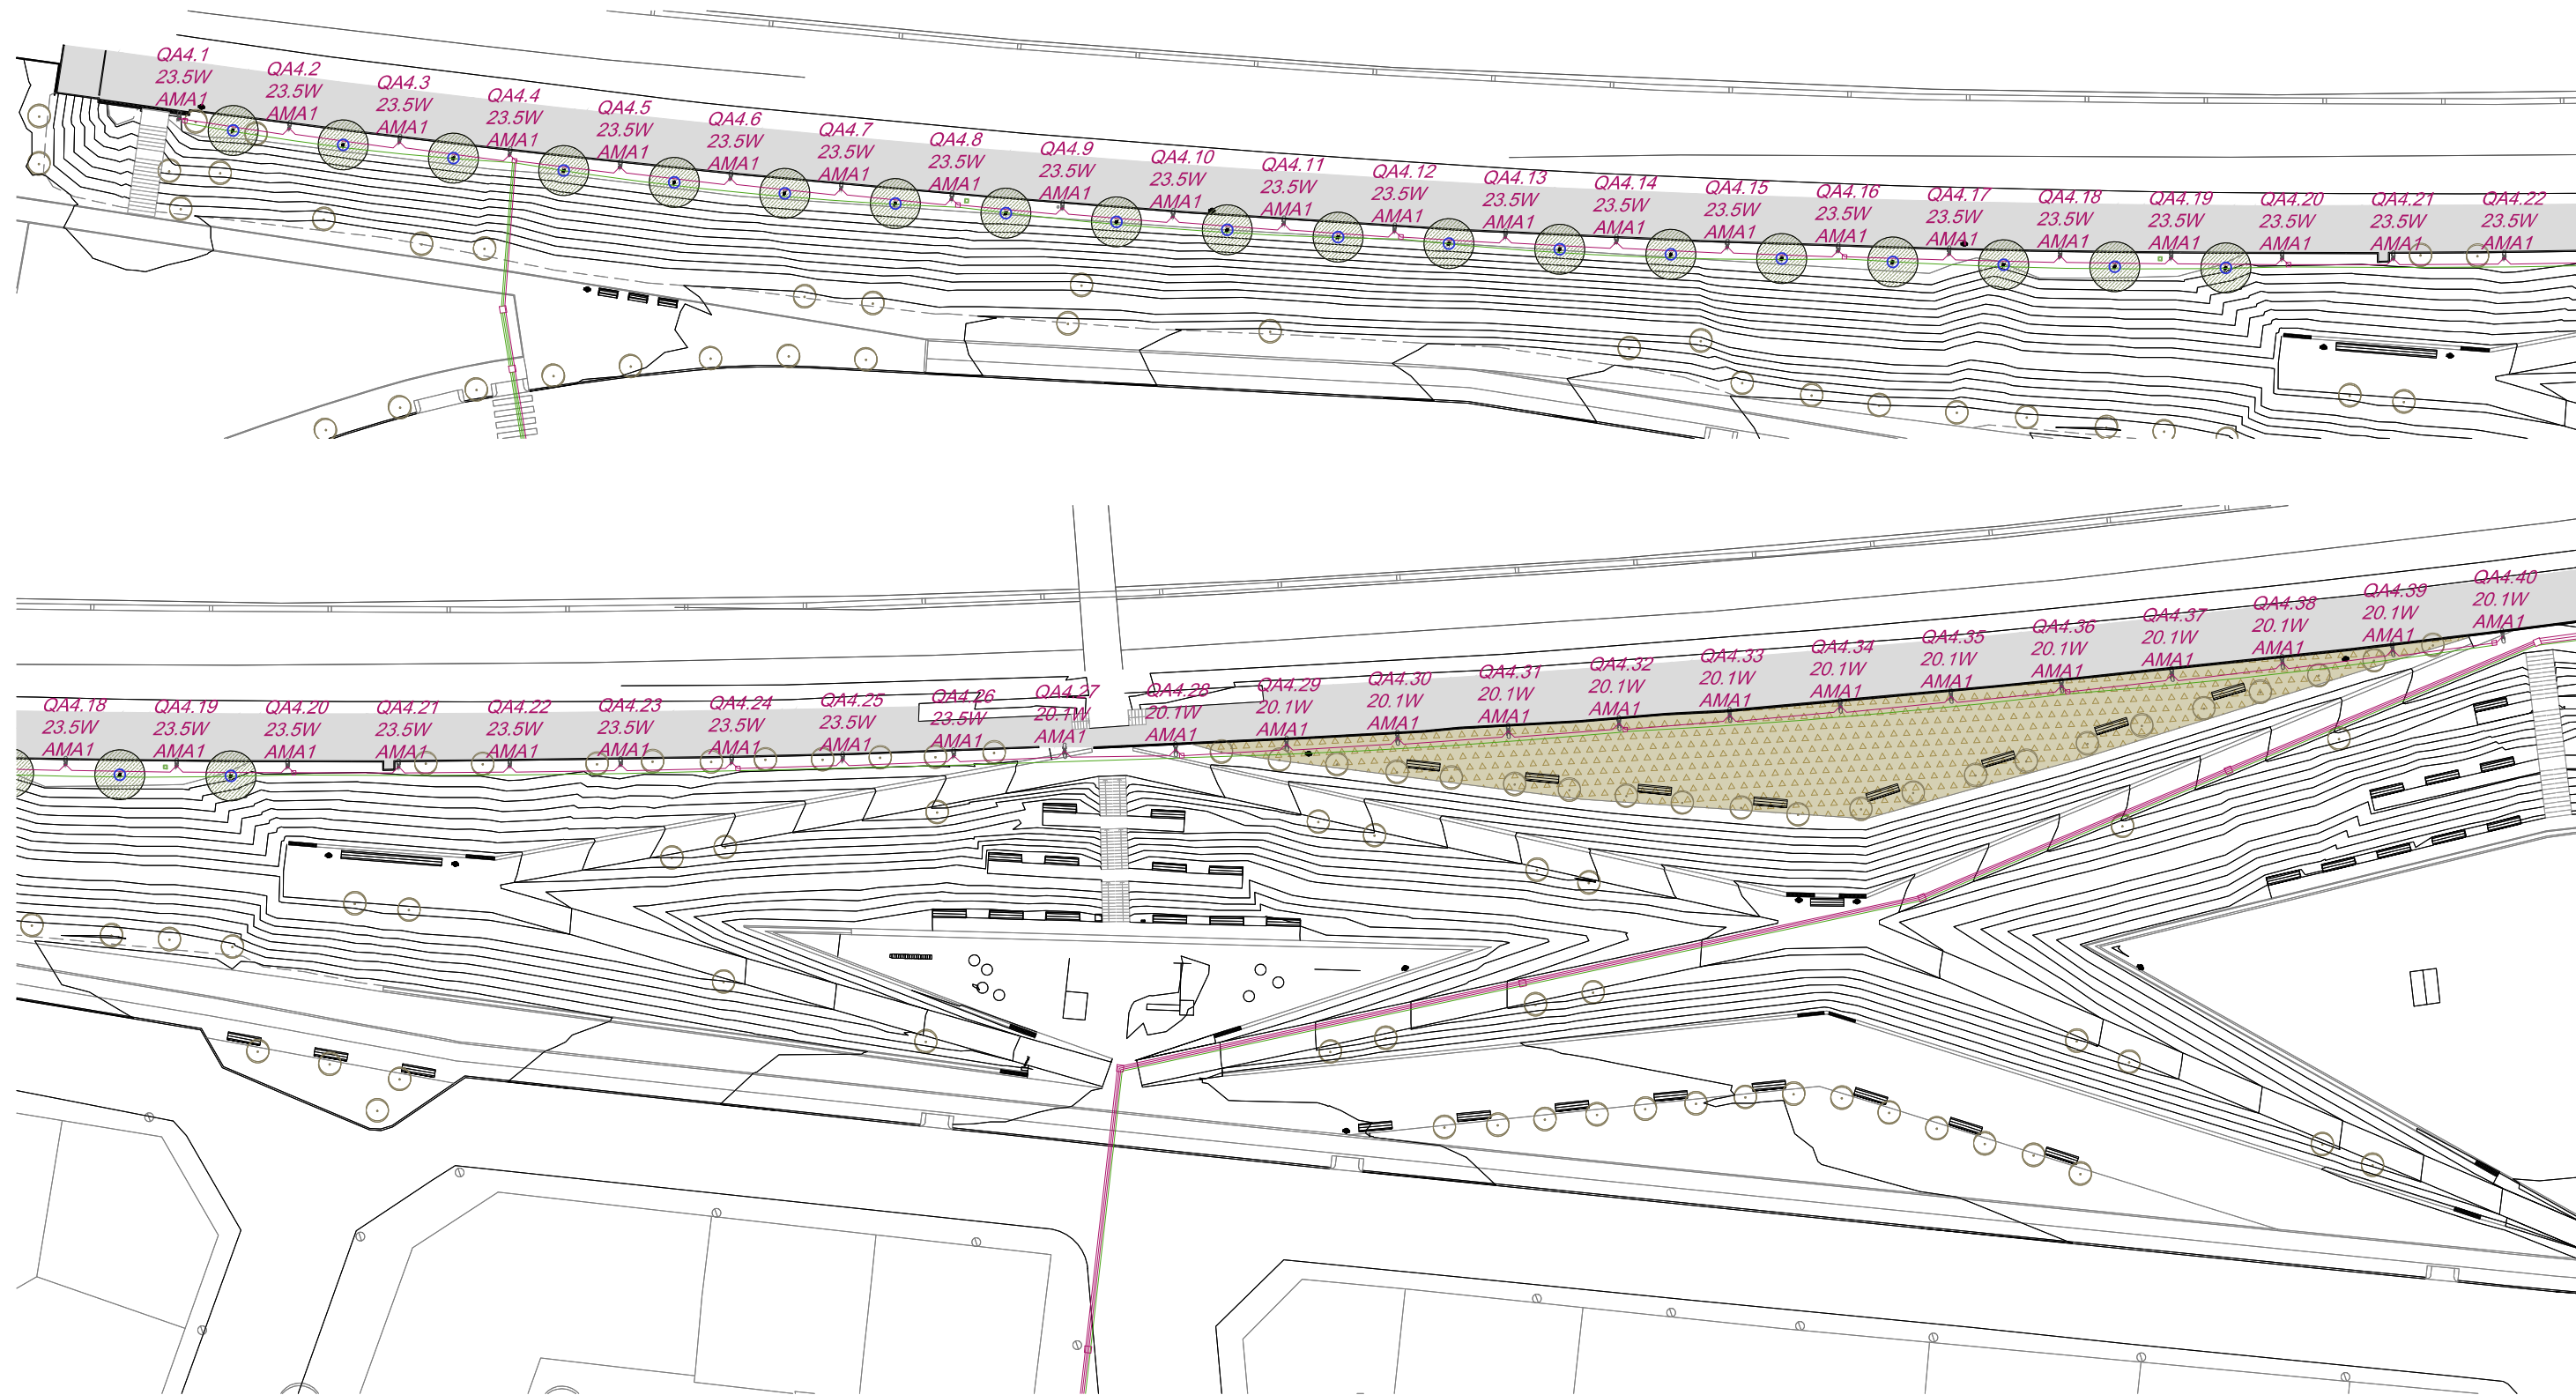 QA4.1
23.5W
AMA1
QA4.2
23.5W
AMA1
QA4.3
23.5W
AMA1
QA4.4
23.5W
AMA1
QA4.5
23.5W
AMA1
QA4.6
23.5W
AMA1
QA4.7
23.5W
AMA1
QA4.8
23.5W
AMA1
QA4.9
23.5W
AMA1
QA4.10
23.5W
AMA1
QA4.11
23.5W
AMA1
QA4.12
23.5W
AMA1
QA4.13
23.5W
AMA1
QA4.14
23.5W
AMA1
QA4.15
23.5W
AMA1
QA4.16
23.5W
AMA1
QA4.17
23.5W
AMA1
QA4.18
23.5W
AMA1
QA4.19
23.5W
AMA1
QA4.20
23.5W
AMA1
QA4.21
23.5W
AMA1
QA4.22
23.5W
AMA1
QA4.18
23.5W
AMA1
QA4.19
23.5W
AMA1
QA4.20
23.5W
AMA1
QA4.21
23.5W
AMA1
QA4.22
23.5W
AMA1
QA4.23
23.5W
AMA1
QA4.24
23.5W
AMA1
QA4.25
23.5W
AMA1
QA4.26
23.5W
AMA1
QA4.27
20.1W
AMA1
QA4.28
20.1W
AMA1
QA4.29
20.1W
AMA1
QA4.30
20.1W
AMA1
QA4.31
20.1W
AMA1
QA4.32
20.1W
AMA1
QA4.33
20.1W
AMA1
QA4.34
20.1W
AMA1
QA4.35
20.1W
AMA1
QA4.36
20.1W
AMA1
QA4.37
20.1W
AMA1
QA4.38
20.1W
AMA1
QA4.39
20.1W
AMA1
QA4.40
20.1W
AMA1